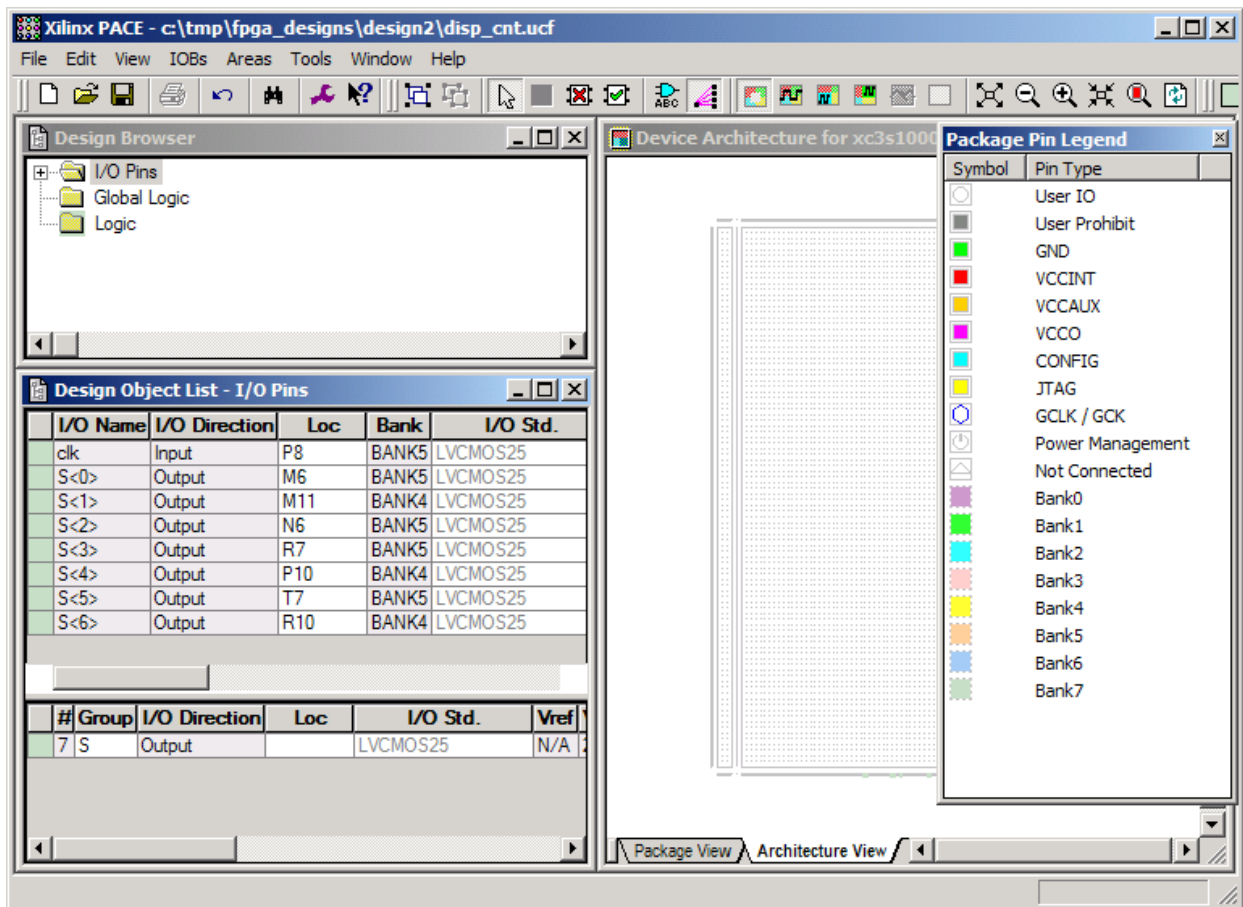 Xilinx PACE - c:\tmp\fpga_designs\design2\disp_cnt.ucf
File Edit View IOBs Areas Tools Window Help
ABC
Design Browser
I/O Pins
Global Logic
Logic
Design Object List - I/O Pins
I/O Name I/O Direction Loc Bank I/O Std.
clk Input P8 BANK5 LVCMOS25
S<0> Output M6 BANK5 LVCMOS25
S<1> Output M11 BANK4 LVCMOS25
S<2> Output N6 BANK5 LVCMOS25
S<3> Output R7 BANK5 LVCMOS25
S<4> Output P10 BANK4 LVCMOS25
S<5> Output T7 BANK5 LVCMOS25
S<6> Output R10 BANK4 LVCMOS25
# Group I/O Direction Loc I/O Std. Vref
7 S Output LVCMOS25 N/A
Device Architecture for xc3s1000
Package View Architecture View
Package Pin Legend
Symbol Pin Type
User IO
User Prohibit
GND
VCCINT
VCCAUX
VCCO
CONFIG
JTAG
GCLK / GCK
Power Management
Not Connected
Bank0
Bank1
Bank2
Bank3
Bank4
Bank5
Bank6
Bank7